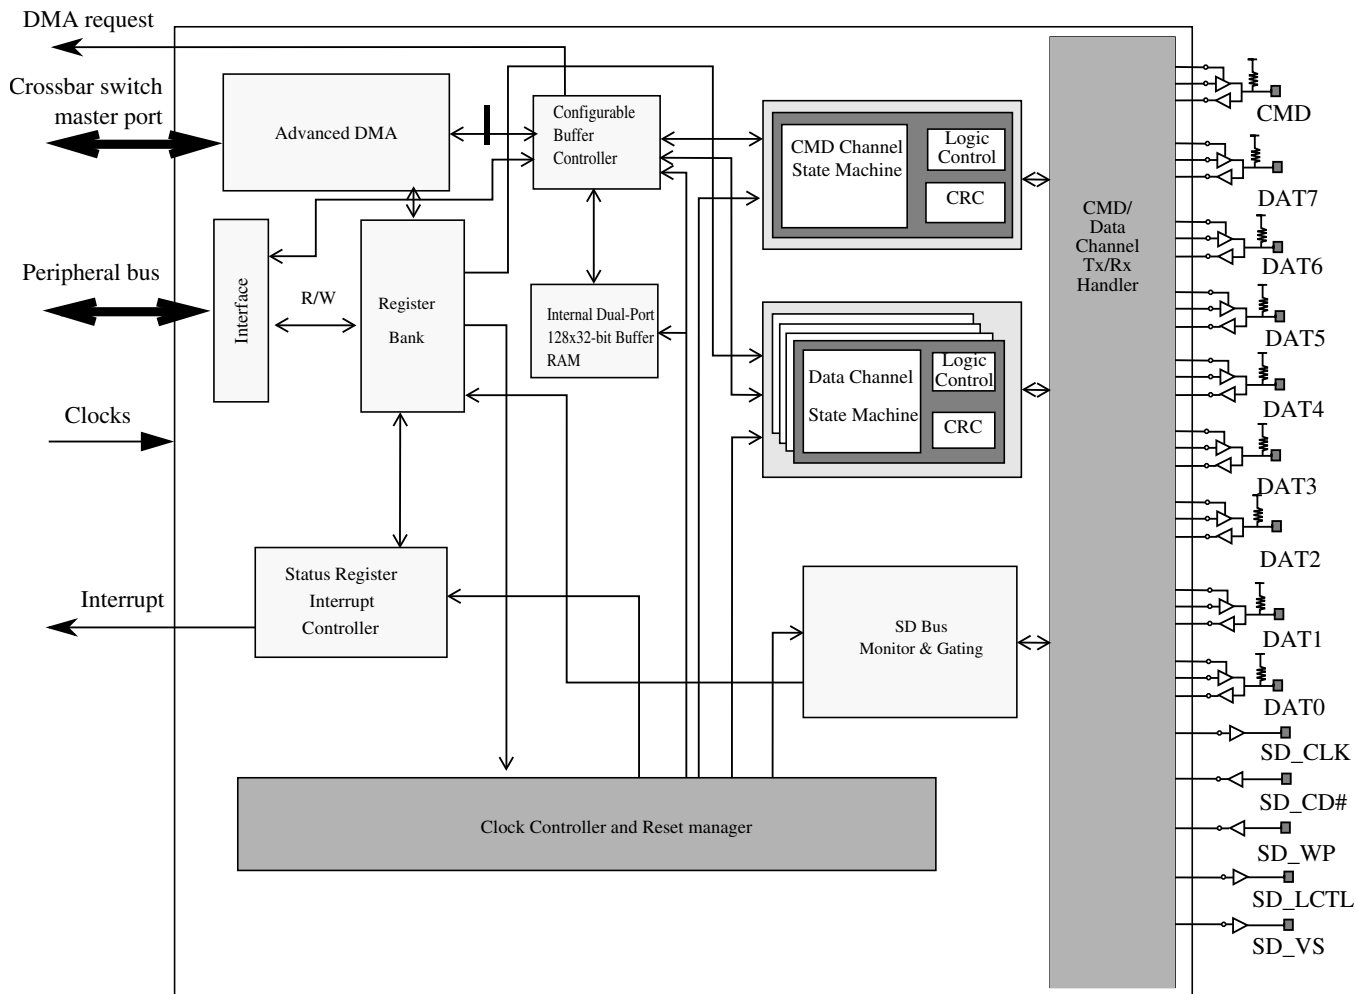 DMA request
Crossbar switch
master port
Peripheral bus
Clocks
Interrupt
Advanced DMA
Configurable
Buffer
Controller
Interface
R/W
Register
Bank
Internal Dual-Port
128x32-bit Buffer
RAM
Status Register
Interrupt
Controller
CMD Channel
State Machine
Logic
Control
CRC
Data Channel
State Machine
Logic
Control
CRC
SD Bus
Monitor & Gating
Clock Controller and Reset manager
CMD/
Data
Channel
Tx/Rx
Handler
CMD
DAT7
DAT6
DAT5
DAT4
DAT3
DAT2
DAT1
DAT0
SD_CLK
SD_CD#
SD_WP
SD_LCTL
SD_VS